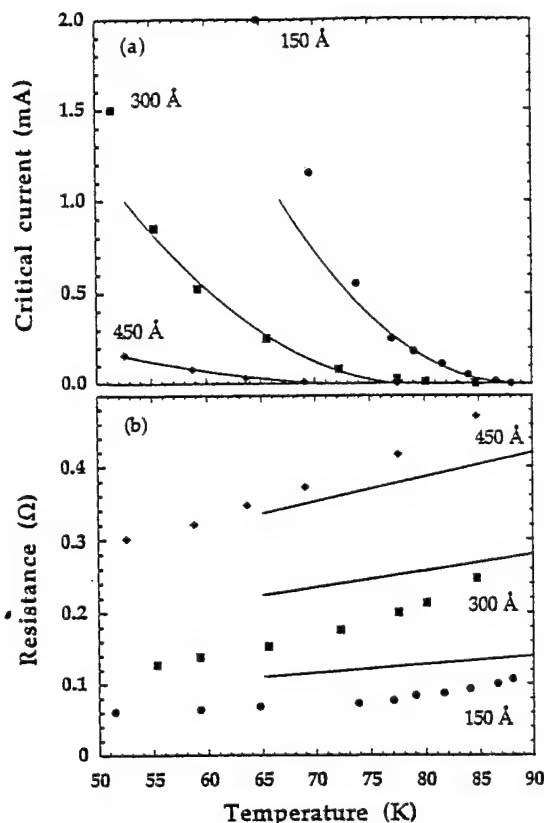 2.0
(a)
150 Å
300 Å
1.5
Critical current (mA)
1.0
0.5
450 Å
0.0
(b)
450 Å
0.4
Resistance (Ω)
0.3
300 Å
0.2
0.1
150 Å
0
50 55 60 65 70 75 80 85 90
Temperature (K)